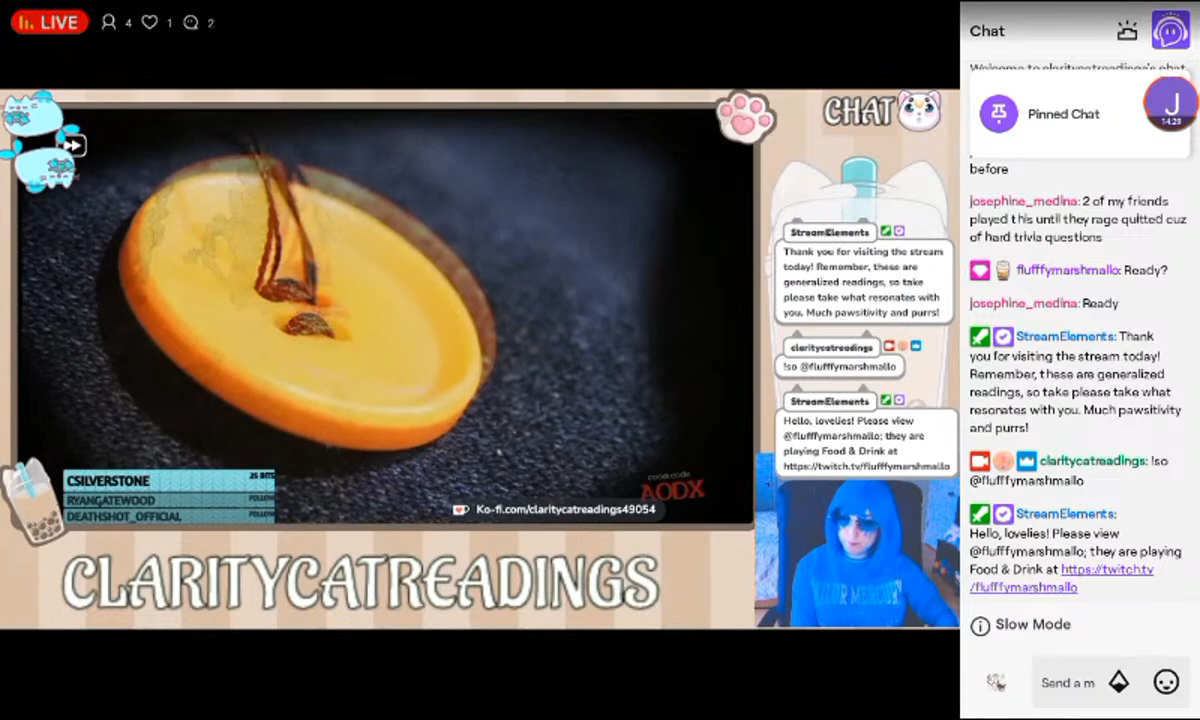 LIVE 4 1 2
CHAT
StreamElements
Thank you for visiting the stream
today! Remember, these are
generalized readings, so take
please take what resonates with
you. Much pawsitivity and purrs!
claritycatreadings
!so @flufffymarshmallo
StreamElements
Hello, lovelies! Please view
@flufffymarshmallo; they are
playing Food & Drink at
https://twitch.tv/flufffymarshmallo
room code
AODX
CSILVERSTONE 25 BITS
RYANGATEWOOD FOLLOW
DEATHSHOT_OFFICIAL FOLLOW
Ko-fi.com/claritycatreadings49054
CLARITYCATREADINGS
Chat
Welcome to claritycatreadings's chat
Pinned Chat
J
14:29
before
josephine_medina: 2 of my friends
played this until they rage quitted cuz
of hard trivia questions
flufffymarshmallo: Ready?
josephine_medina: Ready
StreamElements: Thank
you for visiting the stream today!
Remember, these are generalized
readings, so take please take what
resonates with you. Much pawsitivity
and purrs!
claritycatreadings: !so
@flufffymarshmallo
StreamElements:
Hello, lovelies! Please view
@flufffymarshmallo; they are playing
Food & Drink at https://twitch.tv
/flufffymarshmallo
Slow Mode
Send a m